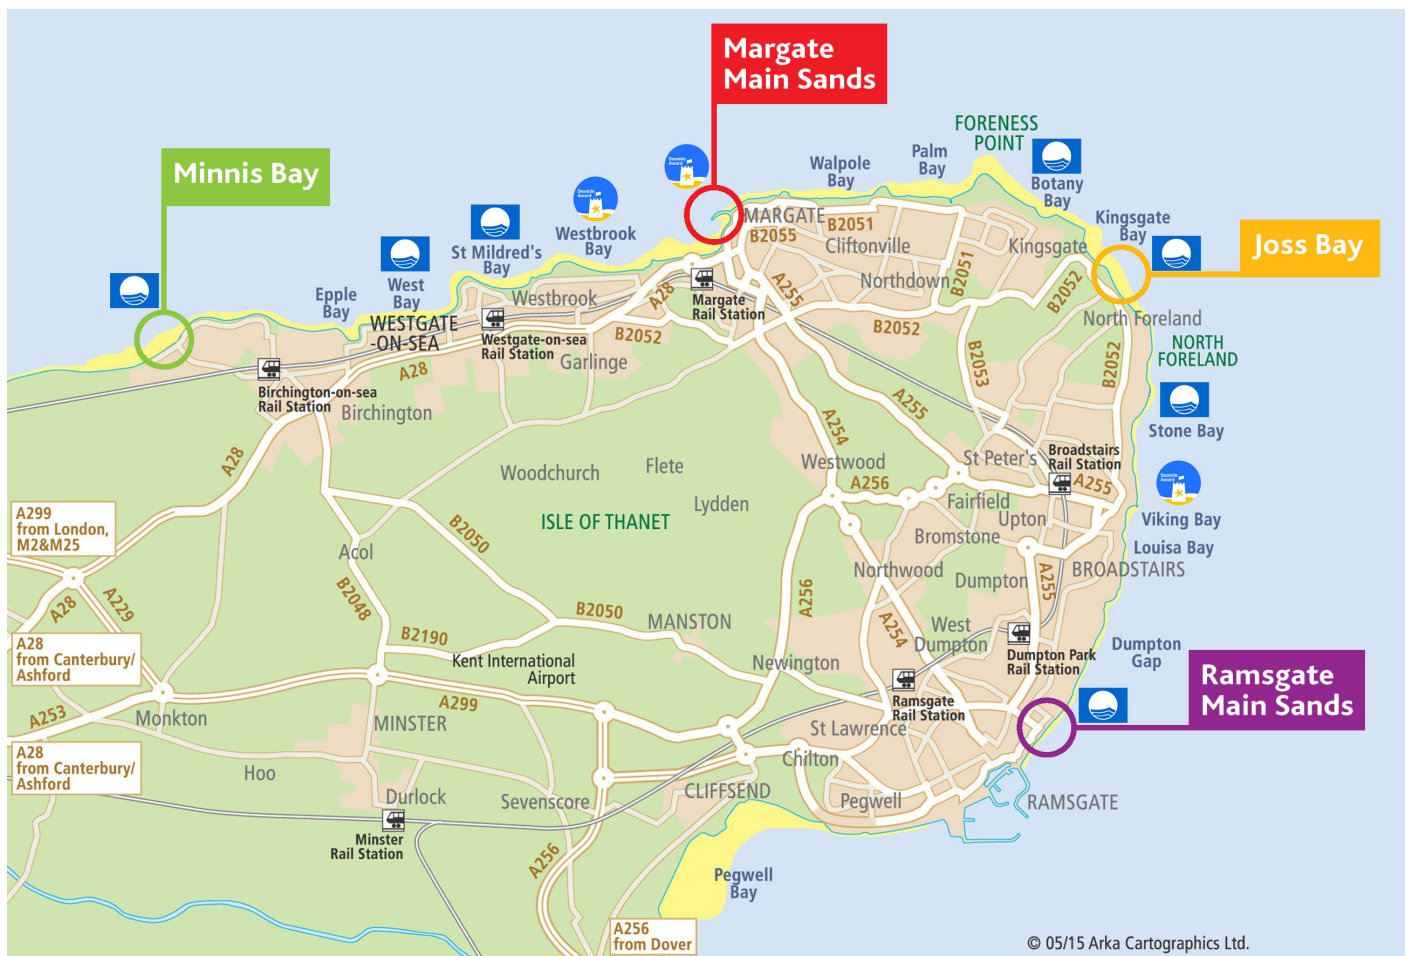 Margate
Main Sands
FORENESS
POINT
Minnis Bay
Seaside
Award
Walpole
Bay
Palm
Bay
Botany
Bay
Seaside
Award
Kingsgate
Bay
Joss Bay
St Mildred's
Bay
Westbrook
Bay
MARGATE
B2055
B2051
Cliftonville
Kingsgate
Northdown
B2051
B2052
West
Bay
Epple
Bay
Westbrook
A28
Margate
Rail Station
A255
WESTGATE
-ON-SEA
Westgate-on-sea
Rail Station
B2052
B2052
North Foreland
NORTH
FORELAND
Garlinge
A28
B2053
B2052
Birchington-on-sea
Rail Station
Birchington
A254
A255
Stone Bay
A28
Woodchurch
Flete
Lydden
Westwood
A256
St Peter's
Broadstairs
Rail Station
A255
Seaside
Award
Fairfield
Upton
Viking Bay
A299
from London,
M2&M25
ISLE OF THANET
B2050
Bromstone
Louisa Bay
Acol
Northwood
Dumpton
BROADSTAIRS
A255
A28
A229
B2048
A256
B2050
MANSTON
A254
West
Dumpton
A28
from Canterbury/
Ashford
B2190
Kent International
Airport
Newington
Dumpton Park
Rail Station
Dumpton
Gap
Ramsgate
Main Sands
A253
Monkton
A299
Ramsgate
Rail Station
MINSTER
St Lawrence
A28
from Canterbury/
Ashford
Hoo
Chilton
Durlock
Sevenscore
CLIFFSEND
Pegwell
RAMSGATE
Minster
Rail Station
A256
Pegwell
Bay
A256
from Dover
© 05/15 Arka Cartographics Ltd.